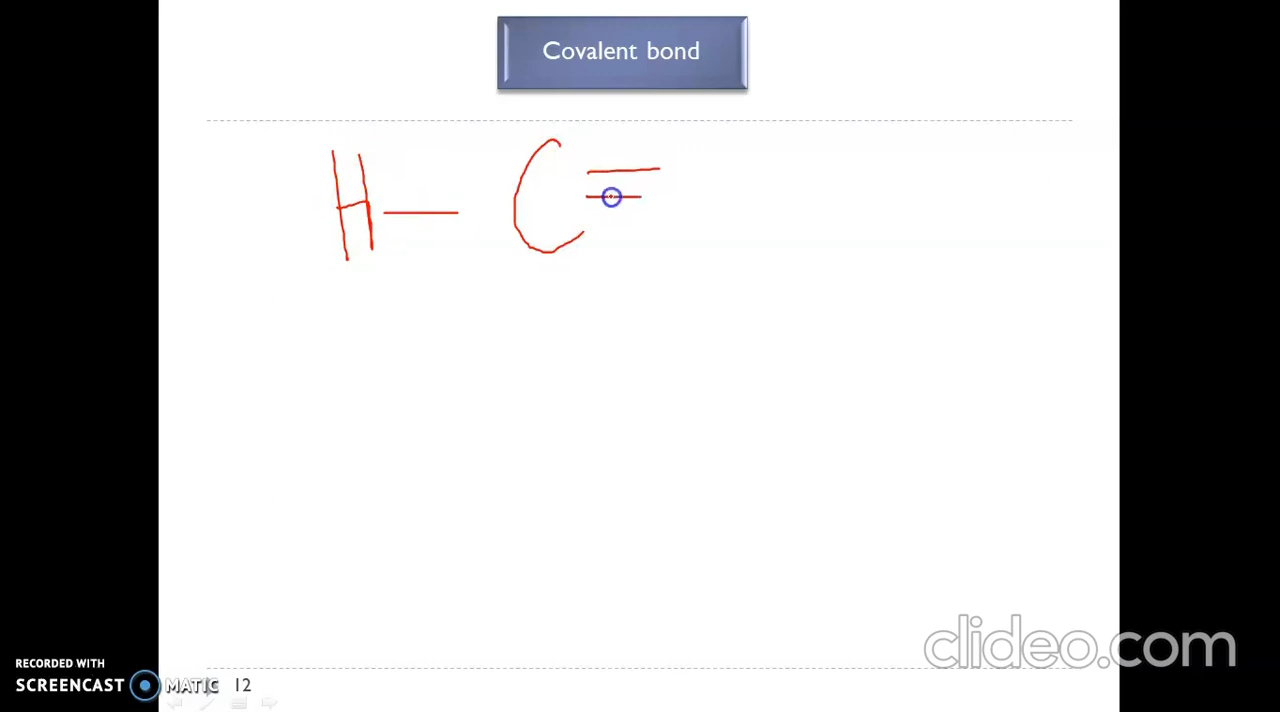 Covalent bond
H — C =
clideo.com
RECORDED WITH
SCREENCAST MATIC 12